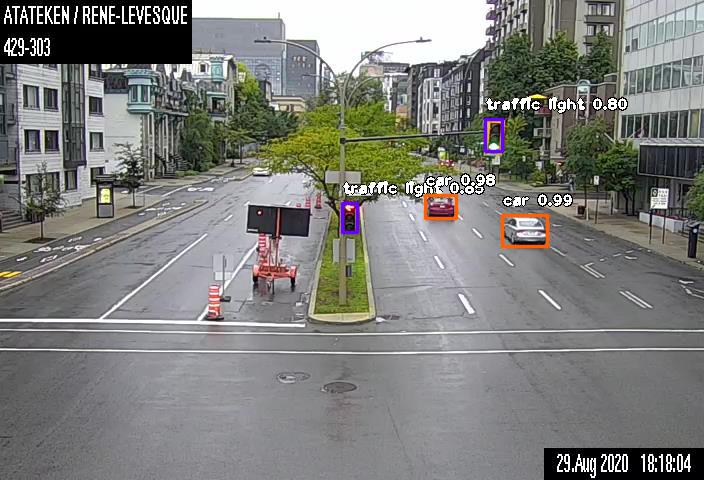 ATATEKEN / RENE-LEVESQUE
429-303
traffic light 0.80
car 0.98
traffic light 0.85
car 0.99
29.Aug 2020 18:18:04